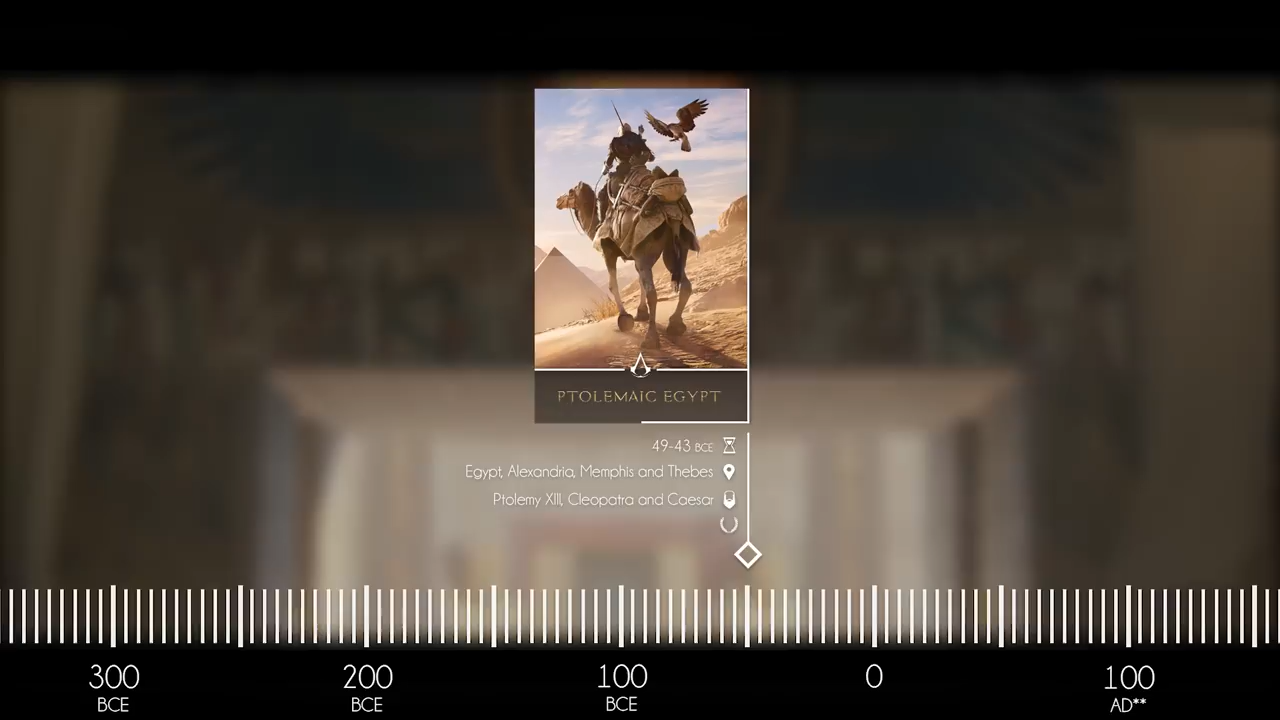 PTOLEMAIC EGYPT
49-43 BCE
Egypt, Alexandria, Memphis and Thebes
Ptolemy XIII, Cleopatra and Caesar
300 200 100 0 100
BCE BCE BCE AD**